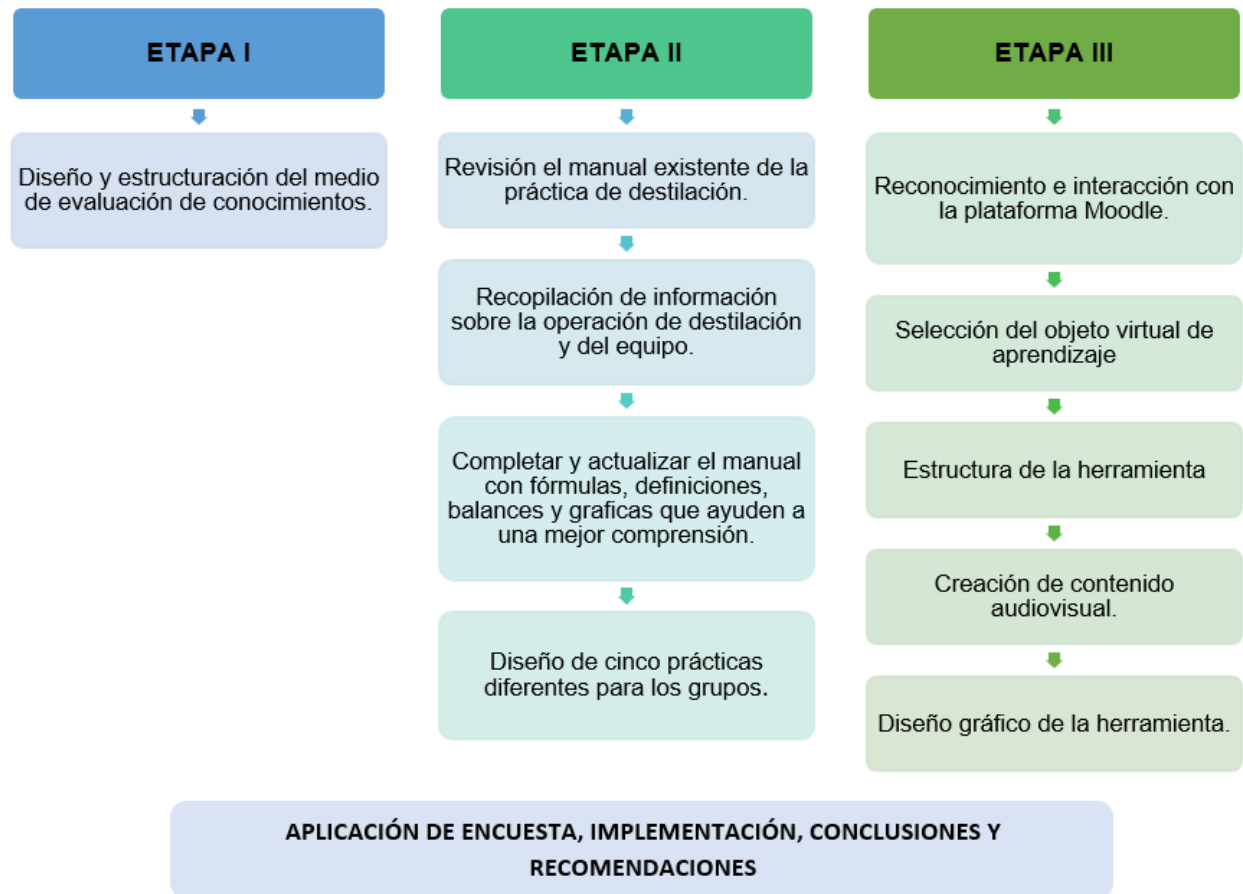 ETAPA I
Diseño y estructuración del medio
de evaluación de conocimientos.
ETAPA II
Revisión el manual existente de la
práctica de destilación.
Recopilación de información
sobre la operación de destilación
y del equipo.
Completar y actualizar el manual
con fórmulas, definiciones,
balances y graficas que ayuden a
una mejor comprensión.
Diseño de cinco prácticas
diferentes para los grupos.
ETAPA III
Reconocimiento e interacción con
la plataforma Moodle.
Selección del objeto virtual de
aprendizaje
Estructura de la herramienta
Creación de contenido
audiovisual.
Diseño gráfico de la herramienta.
APLICACIÓN DE ENCUESTA, IMPLEMENTACIÓN, CONCLUSIONES Y
RECOMENDACIONES